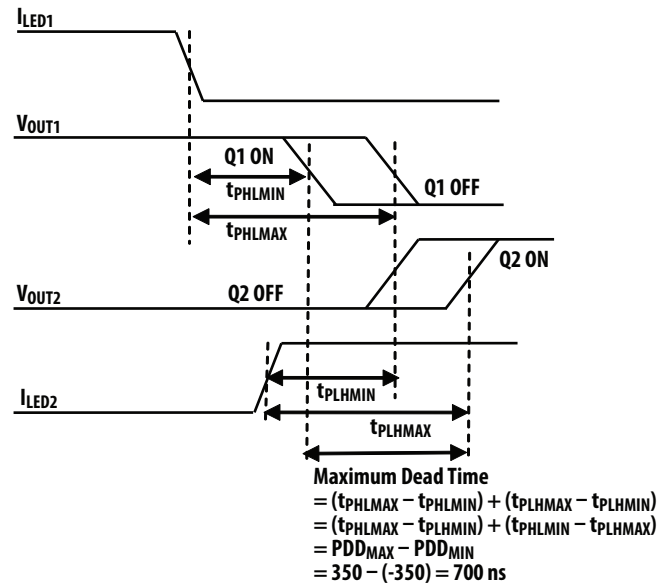 ILED1
VOUT1
Q1 ON
tPHLMIN
Q1 OFF
tPHLMAX
Q2 ON
VOUT2
Q2 OFF
tPLHMIN
ILED2
tPLHMAX
Maximum Dead Time
= (tPHLMAX – tPHLMIN) + (tPLHMAX – tPLHMIN)
= (tPHLMAX – tPHLMIN) + (tPHLMIN – tPLHMAX)
= PDDMAX – PDDMIN
= 350 – (-350) = 700 ns